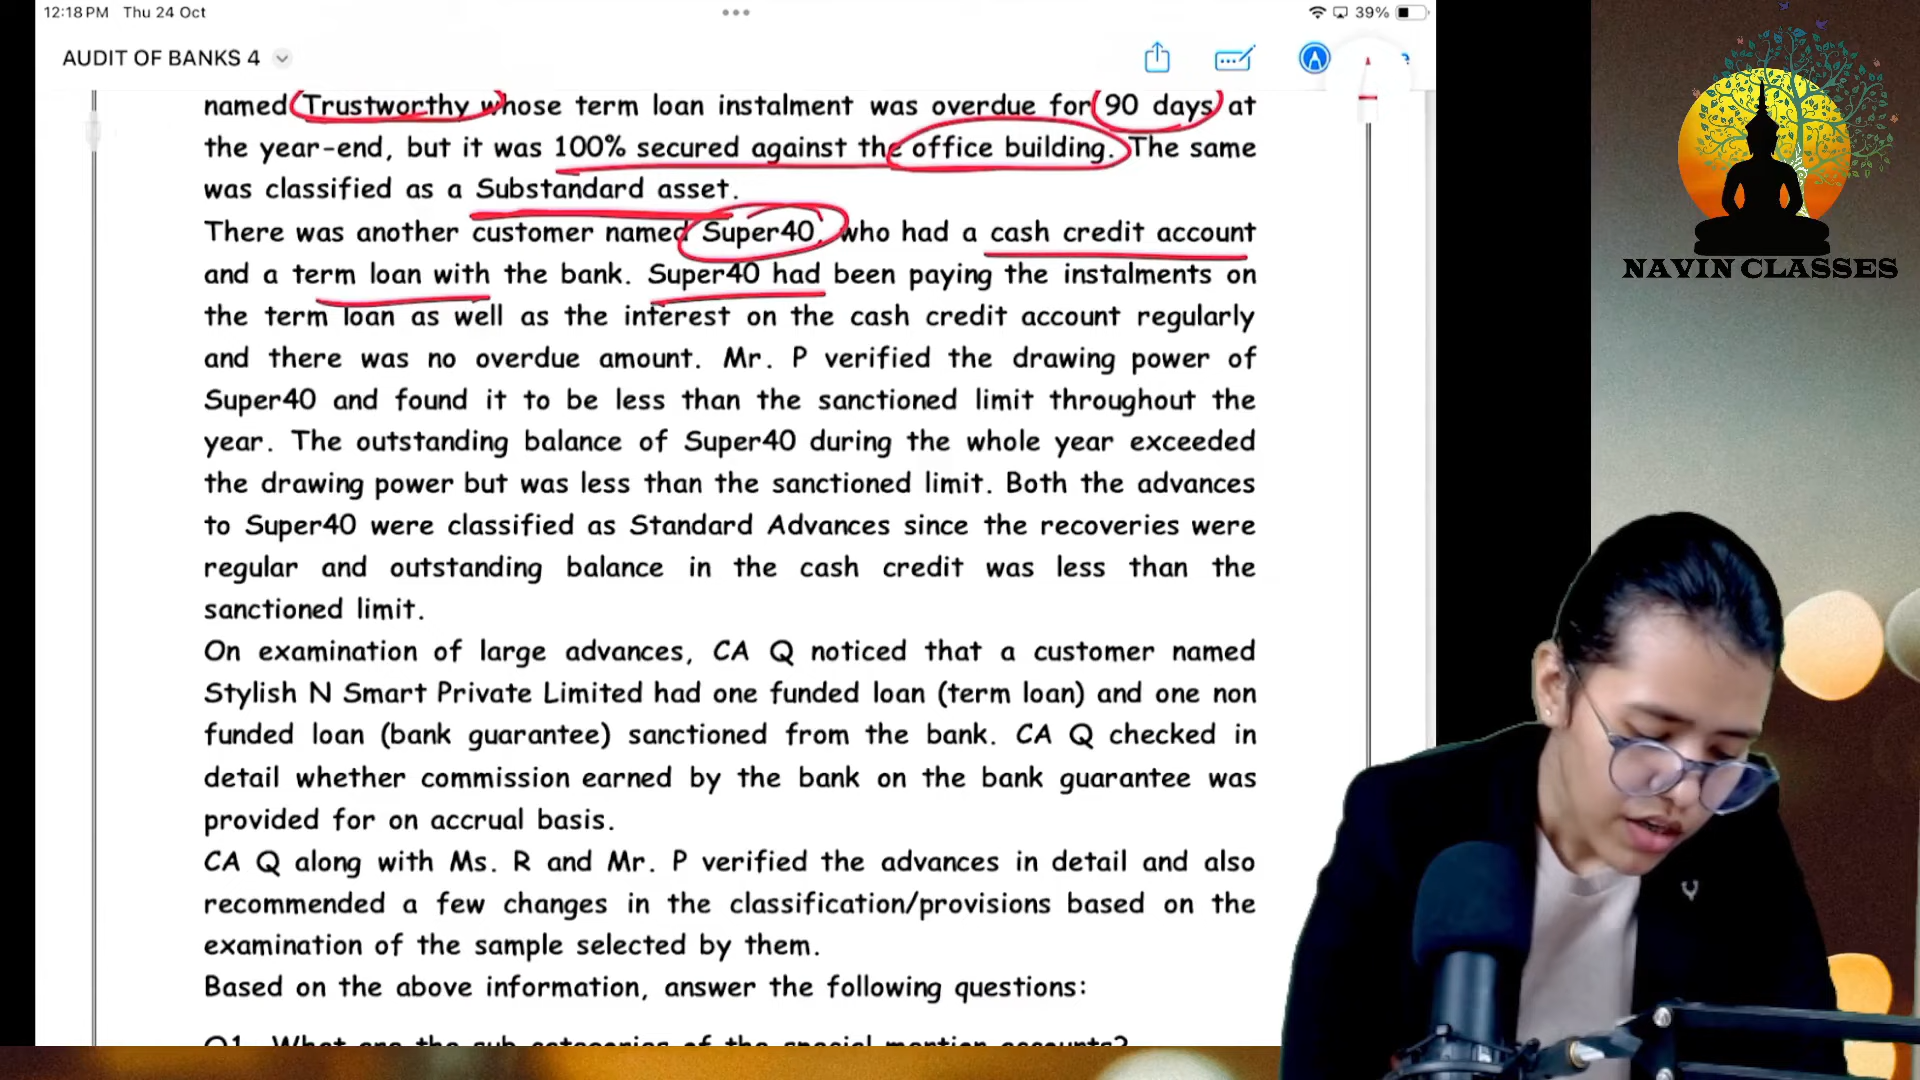 12:18 PM Thu 24 Oct
39%
AUDIT OF BANKS 4
named Trustworthy whose term loan instalment was overdue for 90 days at
the year-end, but it was 100% secured against the office building. The same
was classified as a Substandard asset.
There was another customer named Super40, who had a cash credit account
and a term loan with the bank. Super40 had been paying the instalments on
the term loan as well as the interest on the cash credit account regularly
and there was no overdue amount. Mr. P verified the drawing power of
Super40 and found it to be less than the sanctioned limit throughout the
year. The outstanding balance of Super40 during the whole year exceeded
the drawing power but was less than the sanctioned limit. Both the advances
to Super40 were classified as Standard Advances since the recoveries were
regular and outstanding balance in the cash credit was less than the
sanctioned limit.
On examination of large advances, CA Q noticed that a customer named
Stylish N Smart Private Limited had one funded loan (term loan) and one non
funded loan (bank guarantee) sanctioned from the bank. CA Q checked in
detail whether commission earned by the bank on the bank guarantee was
provided for on accrual basis.
CA Q along with Ms. R and Mr. P verified the advances in detail and also
recommended a few changes in the classification/provisions based on the
examination of the sample selected by them.
Based on the above information, answer the following questions:
Q1. What are the sub categories of the special mention accounts?
NAVIN CLASSES